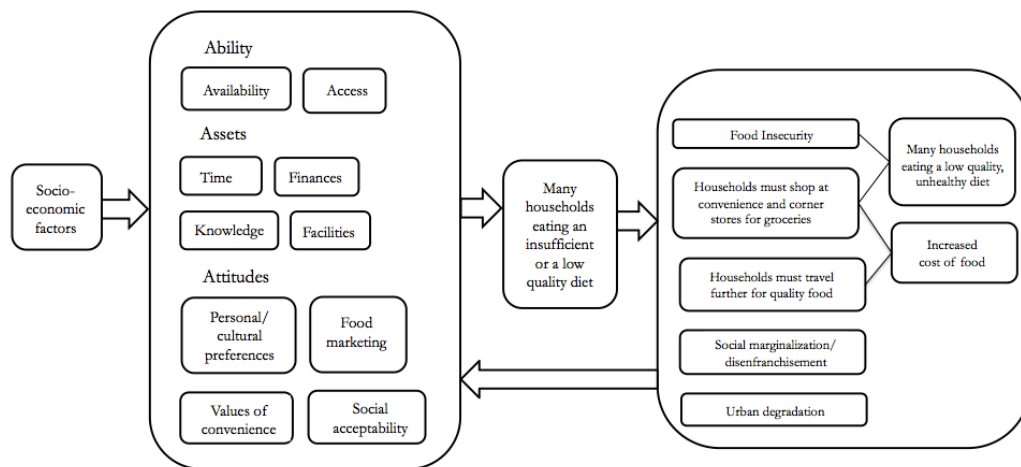 Socio-
economic
factors
Ability
Availability
Access
Assets
Time
Finances
Knowledge
Facilities
Attitudes
Personal/
cultural
preferences
Food
marketing
Values of
convenience
Social
acceptability
Many
households
eating an
insufficient
or a low
quality diet
Food Insecurity
Households must shop at
convenience and corner
stores for groceries
Households must travel
further for quality food
Social marginalization/
disenfranchisement
Urban degradation
Many households
eating a low quality,
unhealthy diet
Increased
cost of food